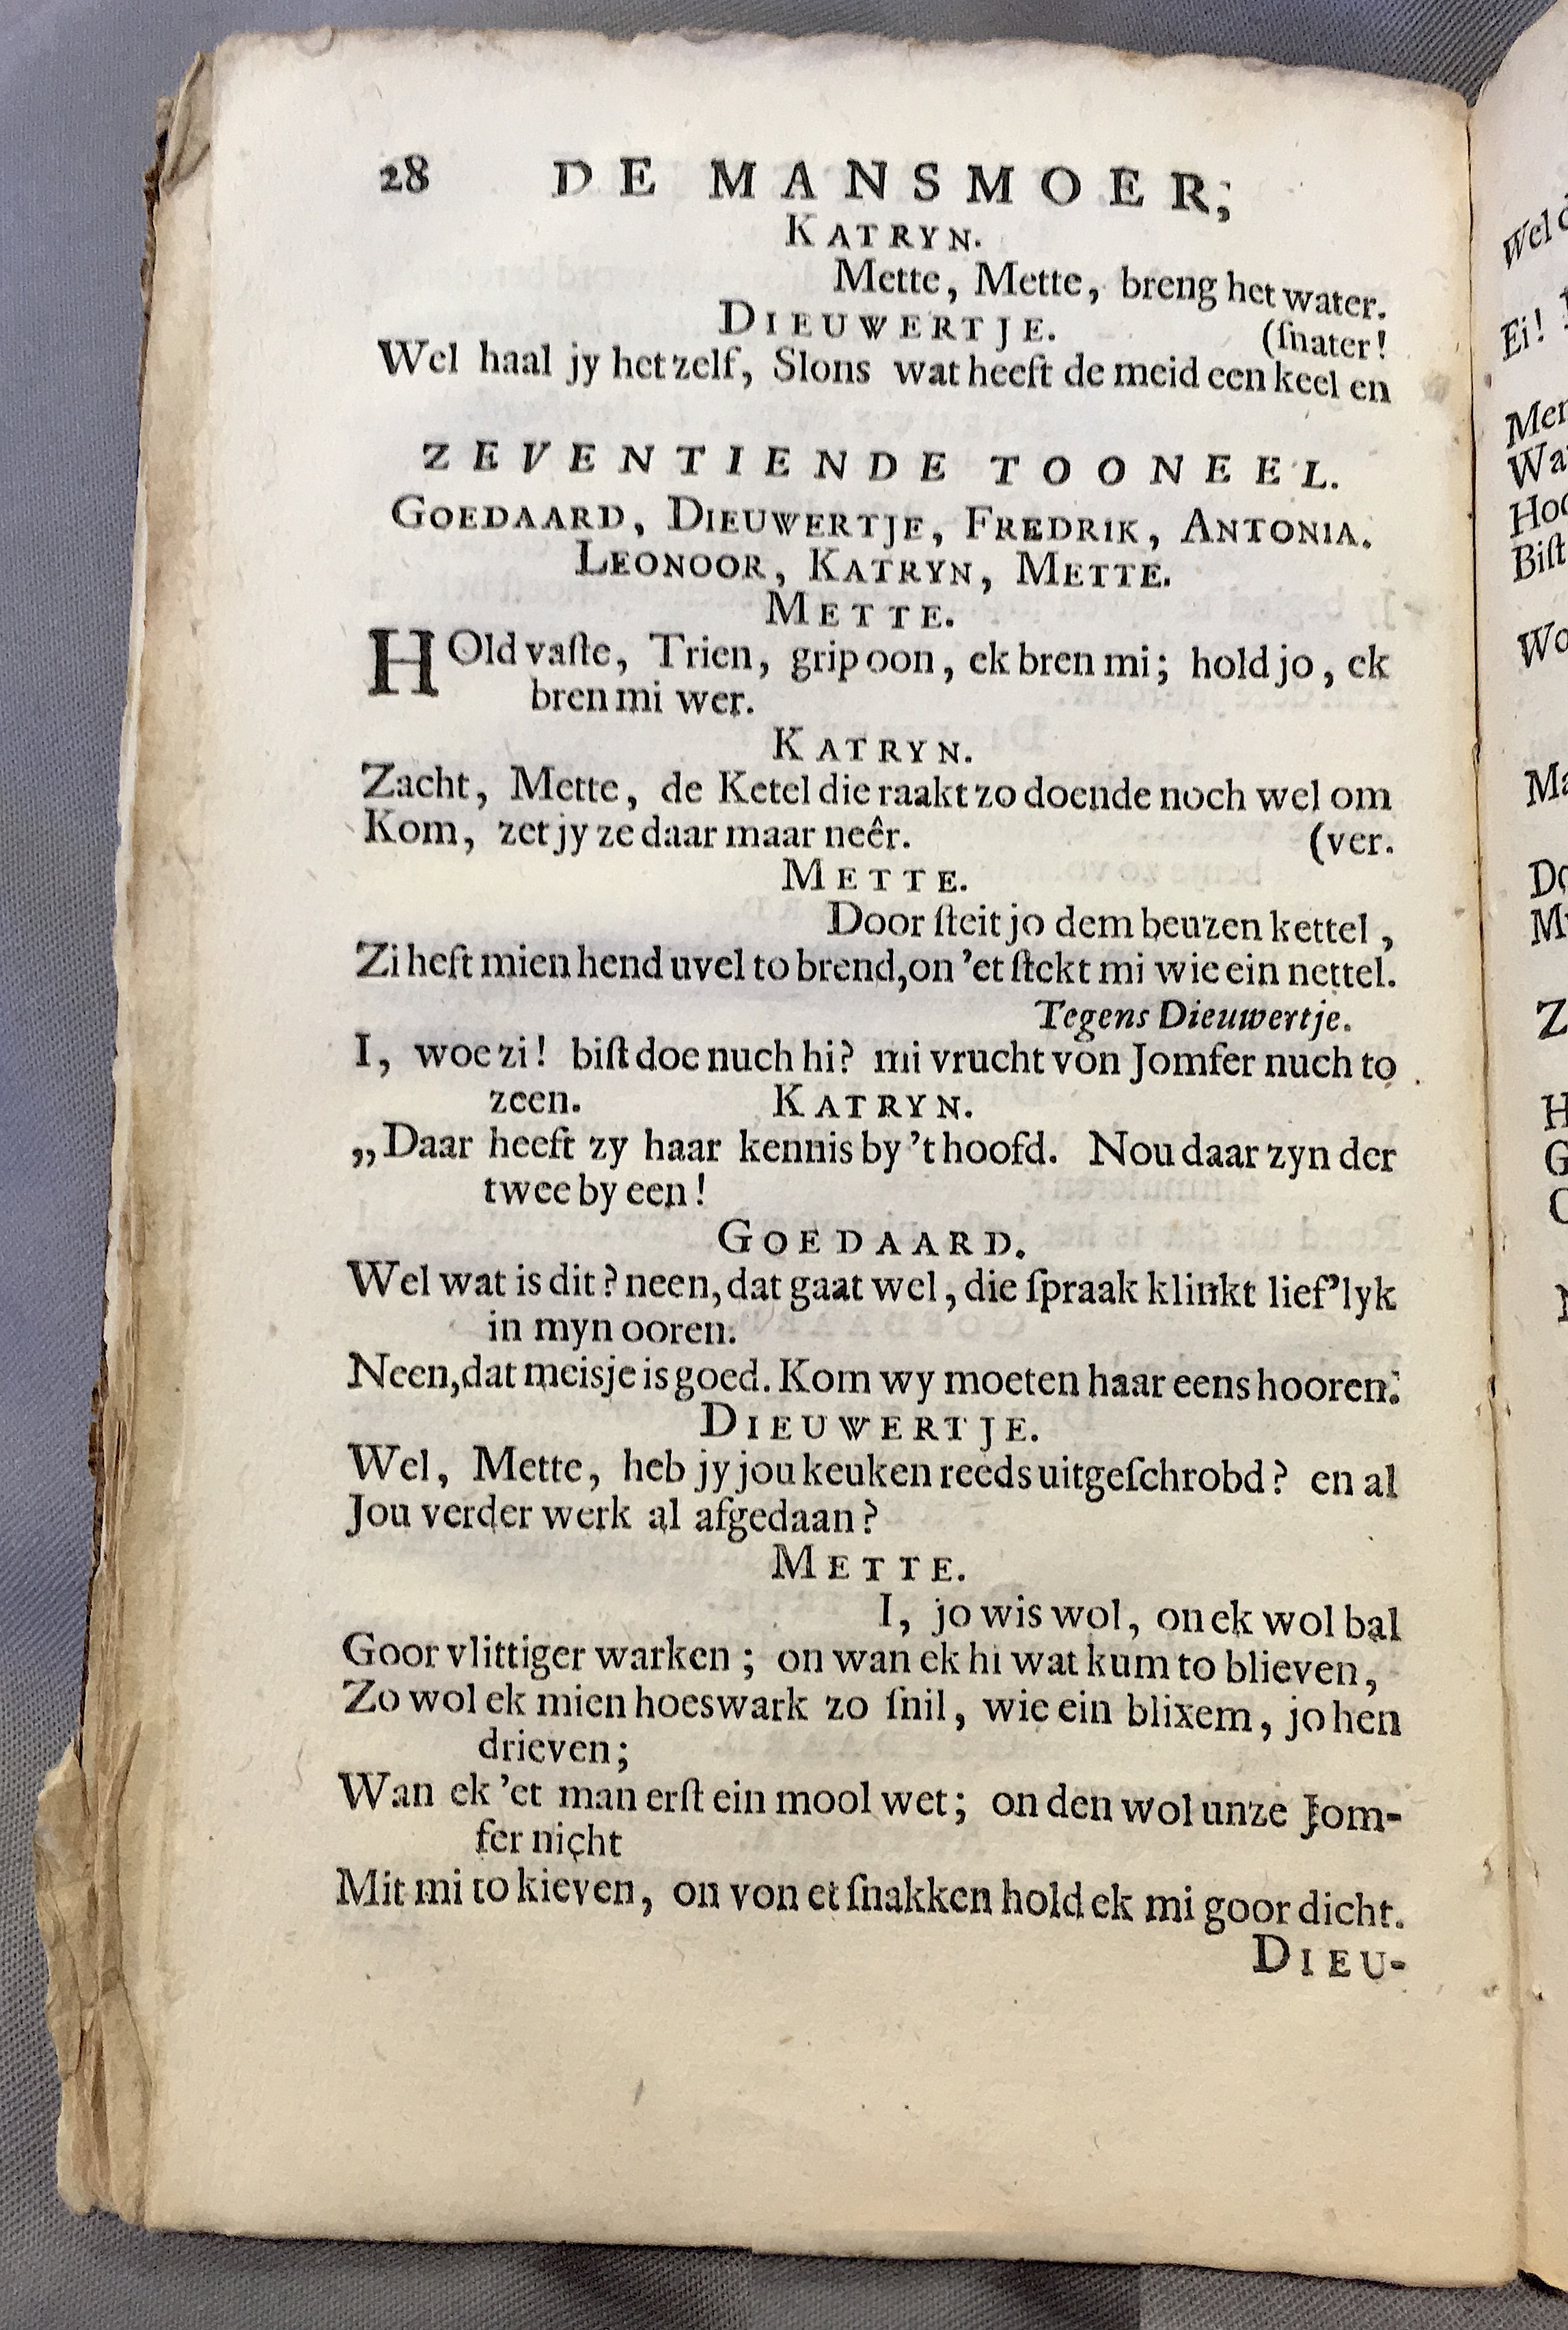 28 DE MANSMOER;
KATRYN.
Mette, Mette, breng het water.
DIEUWERTJE. (ſnater!
Wel haal jy het zelf, Slons wat heeft de meid een keel en
ZEVENTIENDE TOONEEL.
GOEDAARD, DIEUWERTJE, FREDRIK, ANTONIA.
LEONOOR, KATRYN, METTE.
METTE.
HOld vaſte, Trien, grip oon, ek bren mi; hold jo, ek
bren mi wer.
KATRYN.
Zacht, Mette, de Ketel die raakt zo doende noch wel om
Kom, zet jy ze daar maar neêr. (ver.
METTE.
Door ſteit jo dem beuzen kettel,
Zi heft mien hend uvel to brend, on 'et ſtekt mi wie ein nettel.
Tegens Dieuwertje.
I, woe zi! biſt doe nuch hi? mi vrucht von Jomfer nuch to
zeen. KATRYN.
„Daar heeft zy haar kennis by 't hoofd. Nou daar zyn der
twee by een!
GOEDAARD.
Wel wat is dit? neen, dat gaat wel, die ſpraak klinkt lief'lyk
in myn ooren.
Neen, dat meisje is goed. Kom wy moeten haar eens hooren.
DIEUWERTJE.
Wel, Mette, heb jy jou keuken reeds uitgeſchrobd? en al
Jou verder werk al afgedaan?
METTE.
I, jo wis wol, on ek wol bal
Goor vlittiger warken; on wan ek hi wat kum to blieven,
Zo wol ek mien hoeswark zo ſnil, wie ein blixem, jo hen
drieven;
Wan ek 'et man erſt ein mool wet; on den wol unze Jom-
fer nicht
Mit mi to kieven, on von et ſnakken hold ek mi goor dicht.
DIEU-